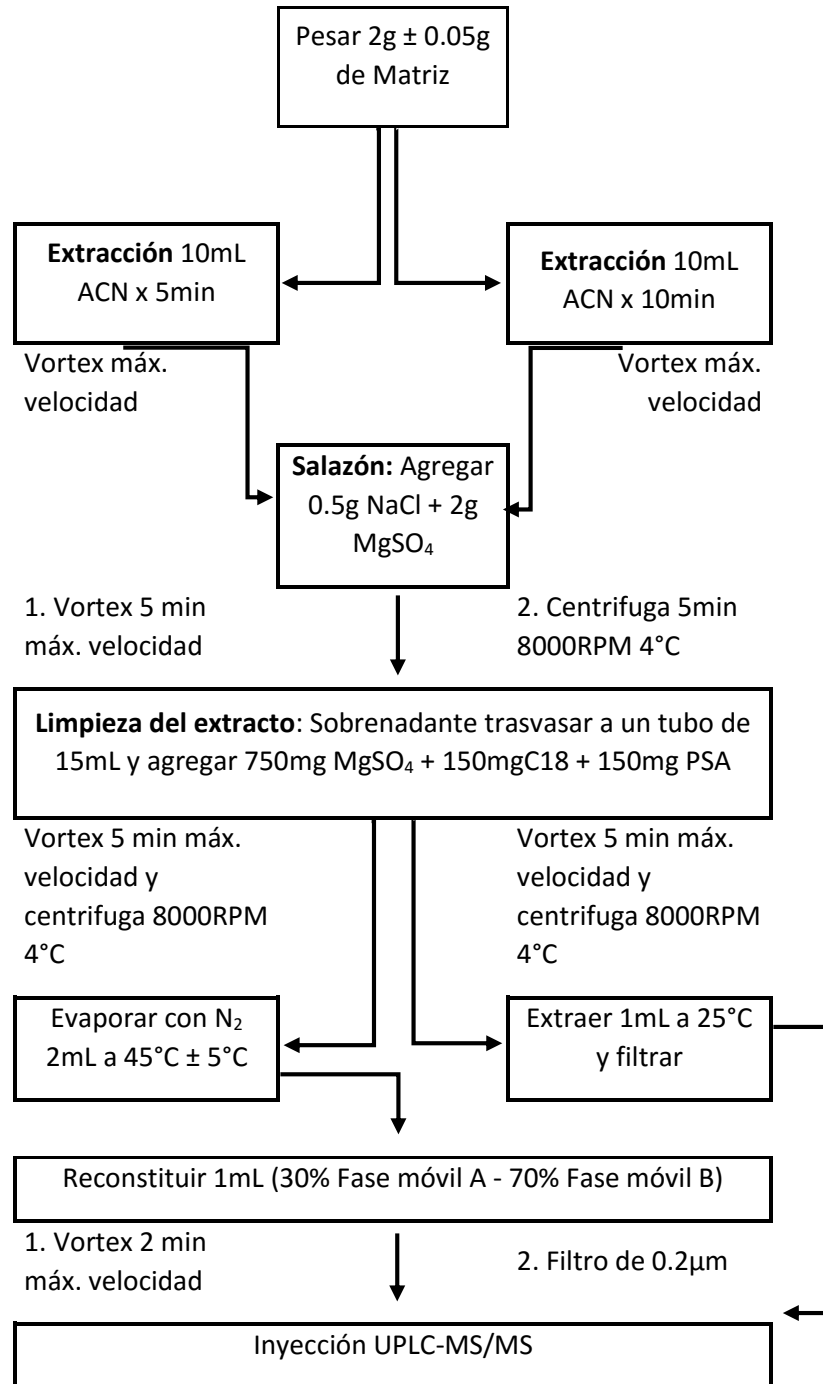 Pesar 2g ± 0.05g
de Matriz
Extracción 10mL
ACN x 5min
Extracción 10mL
ACN x 10min
Vortex máx.
velocidad
Vortex máx.
velocidad
Salazón: Agregar
0.5g NaCl + 2g
MgSO₄
1. Vortex 5 min
máx. velocidad
2. Centrifuga 5min
8000RPM 4°C
Limpieza del extracto: Sobrenadante trasvasar a un tubo de
15mL y agregar 750mg MgSO₄ + 150mgC18 + 150mg PSA
Vortex 5 min máx.
velocidad y
centrifuga 8000RPM
4°C
Vortex 5 min máx.
velocidad y
centrifuga 8000RPM
4°C
Evaporar con N₂
2mL a 45°C ± 5°C
Extraer 1mL a 25°C
y filtrar
Reconstituir 1mL (30% Fase móvil A - 70% Fase móvil B)
1. Vortex 2 min
máx. velocidad
2. Filtro de 0.2µm
Inyección UPLC-MS/MS